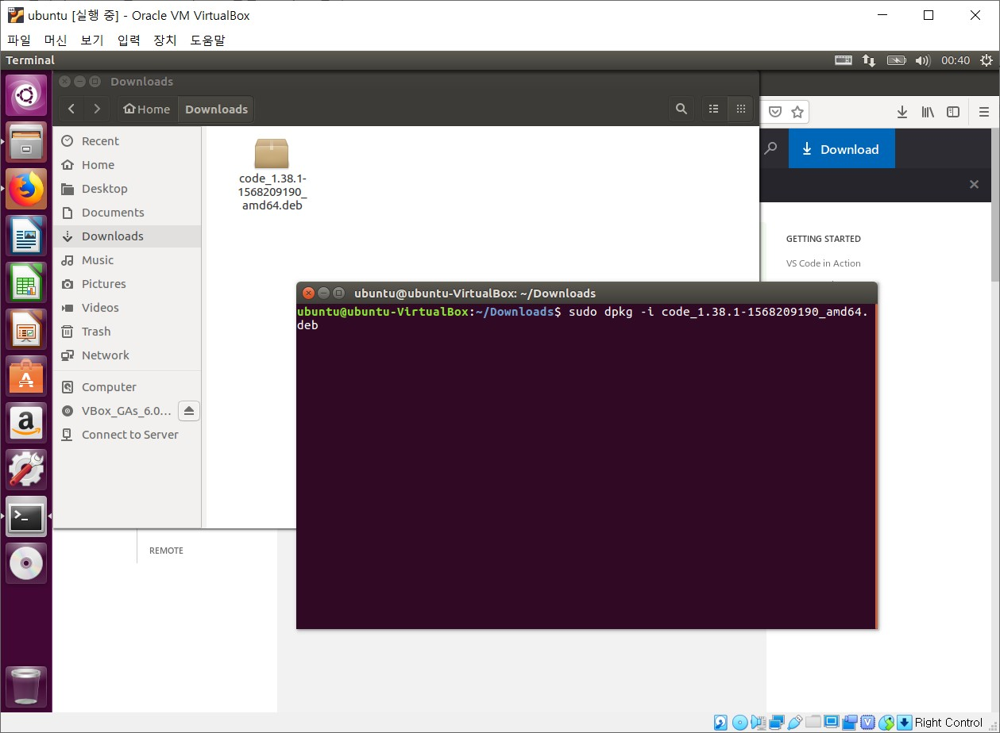 ubuntu [실행 중] - Oracle VM VirtualBox
파일 머신 보기 입력 장치 도움말
Terminal 00:40
Downloads
Home Downloads
Download
Recent
Home
Desktop
Documents
Downloads
Music
Pictures
Videos
Trash
Network
Computer
VBox_GAs_6.0...
Connect to Server
code_1.38.1-
1568209190_
amd64.deb
GETTING STARTED
VS Code in Action
ubuntu@ubuntu-VirtualBox: ~/Downloads
ubuntu@ubuntu-VirtualBox:~/Downloads$ sudo dpkg -i code_1.38.1-1568209190_amd64.
deb
REMOTE
Right Control